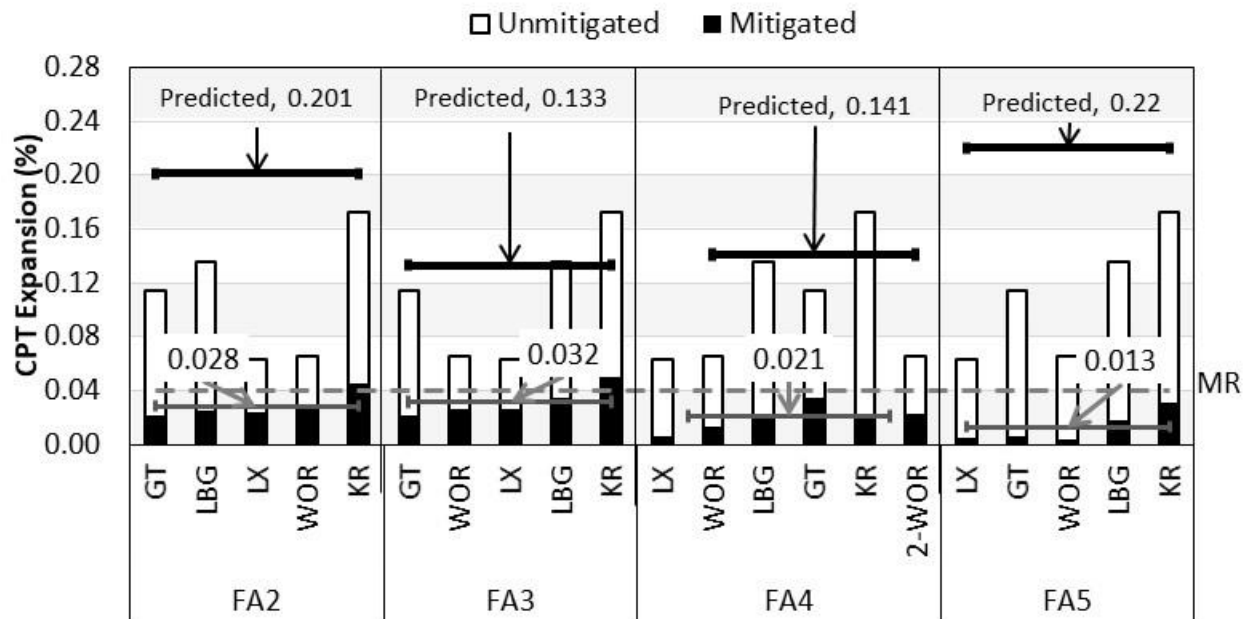 Unmitigated Mitigated
CPT Expansion (%)
0.28
0.24
0.20
0.16
0.12
0.08
0.04
0.00
Predicted, 0.201
Predicted, 0.133
Predicted, 0.141
Predicted, 0.22
0.028
0.032
0.021
0.013
MR
GT LBG LX WOR KR GT WOR LX LBG KR LX WOR LBG GT KR 2-WOR LX GT WOR LBG KR
FA2 FA3 FA4 FA5